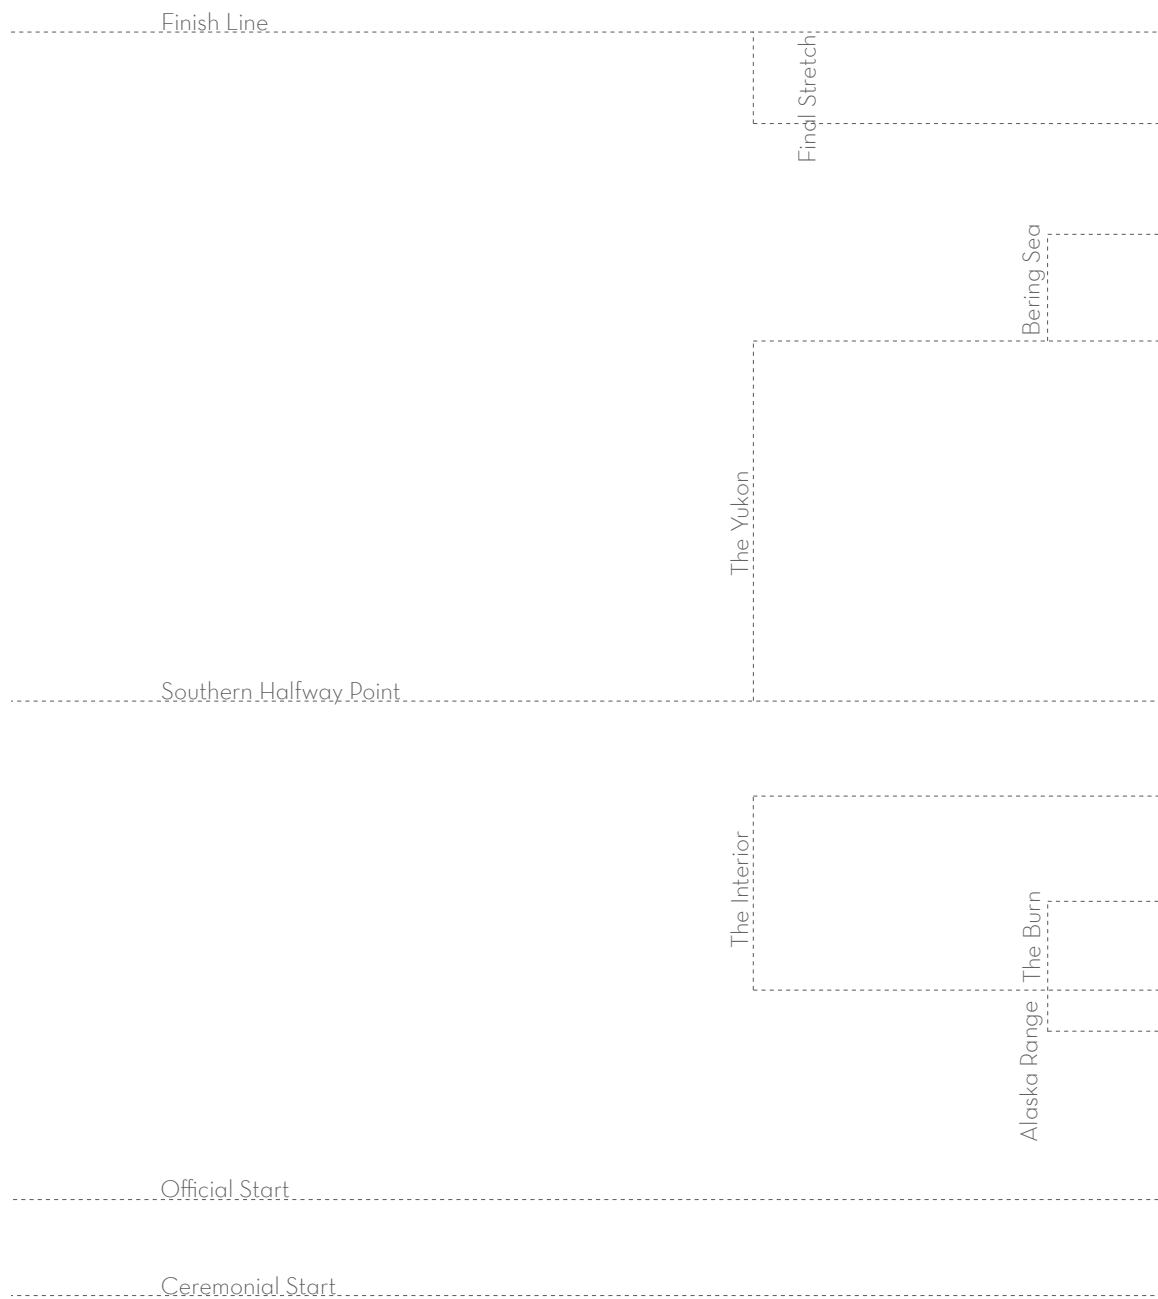 Finish Line
Final Stretch
Bering Sea
The Yukon
Southern Halfway Point
The Interior
The Burn
Alaska Range
Official Start
Ceremonial Start